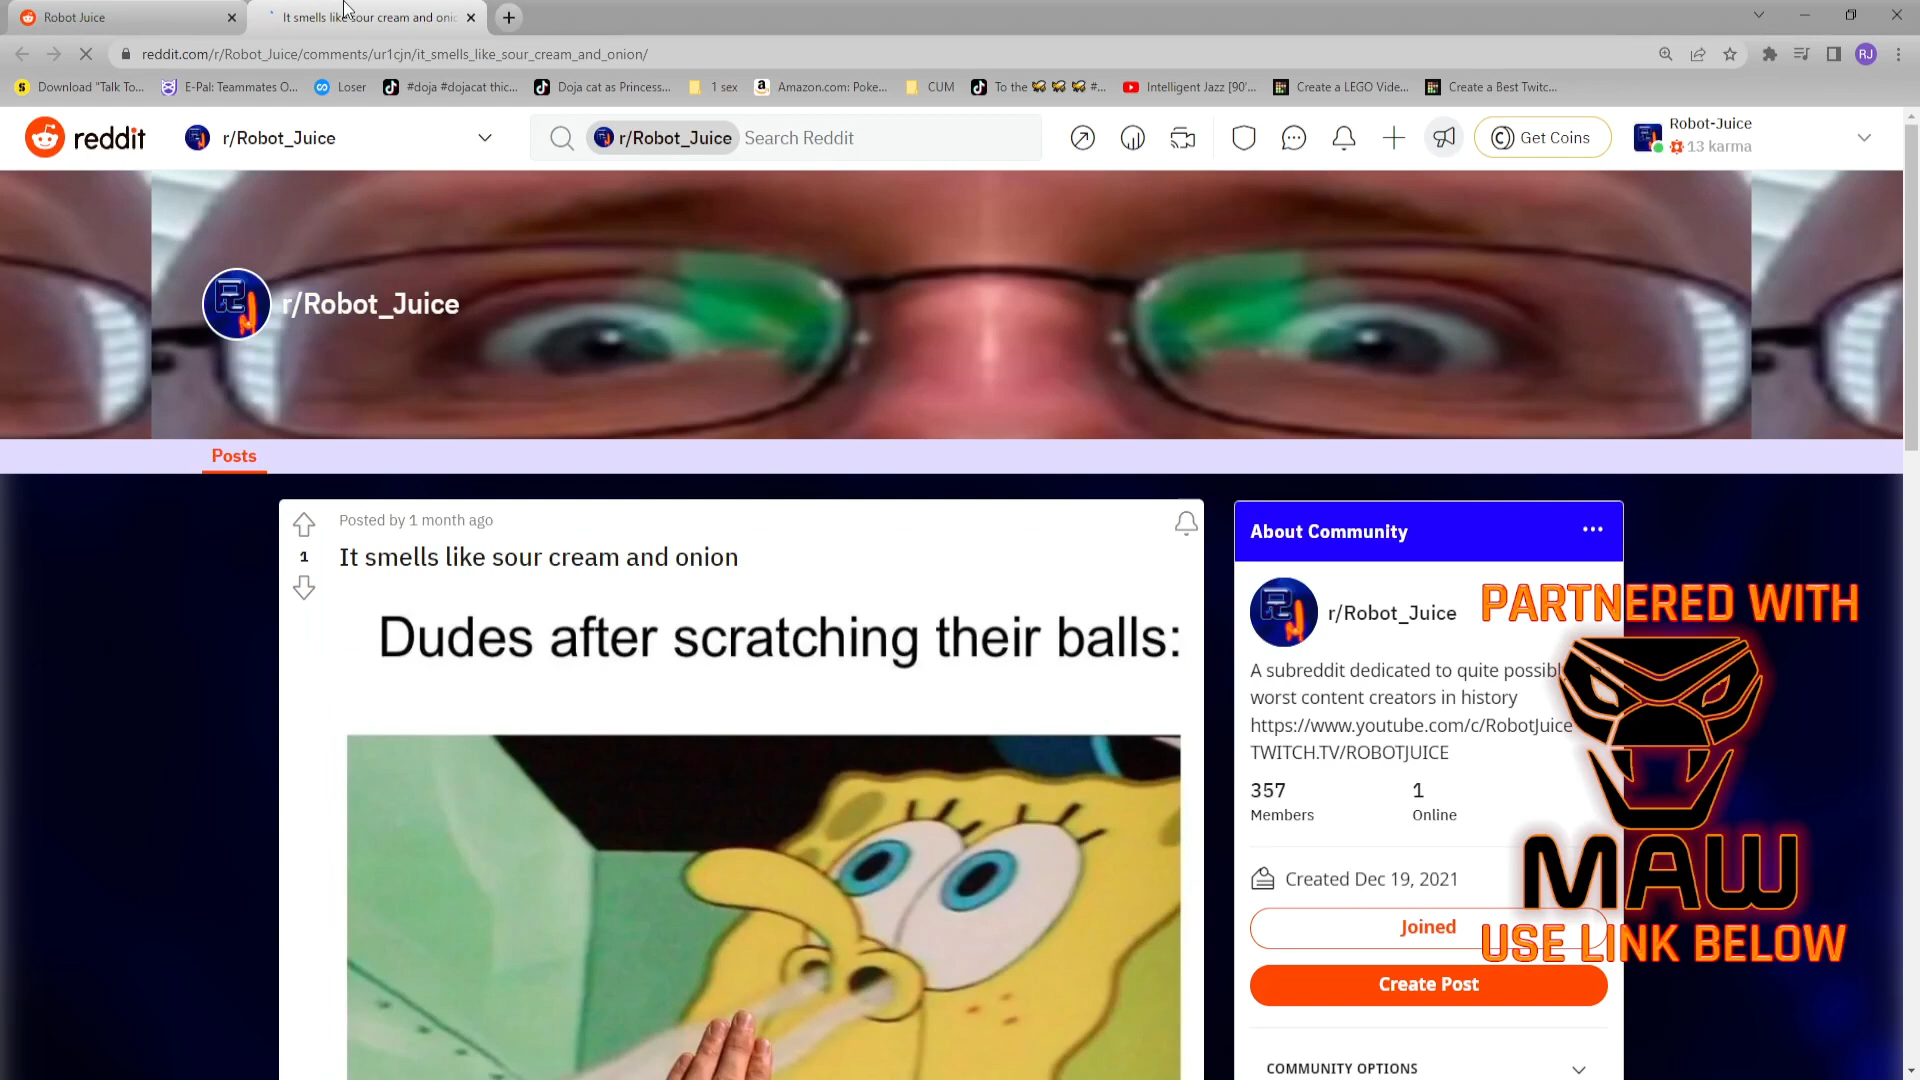 Robot Juice
It smells like sour cream and onic
reddit.com/r/Robot_Juice/comments/ur1cjn/it_smells_like_sour_cream_and_onion/
RJ
Download "Talk To...
E-Pal: Teammates O...
Loser
#doja #dojacat thic...
Doja cat as Princess...
1 sex
Amazon.com: Poke...
CUM
To the 🐝 🐝 🐝 #...
Intelligent Jazz [90'...
Create a LEGO Vide...
Create a Best Twitc...
reddit
r/Robot_Juice
r/Robot_Juice
Search Reddit
Get Coins
Robot-Juice
13 karma
r/Robot_Juice
Posts
Posted by 1 month ago
1
It smells like sour cream and onion
Dudes after scratching their balls:
About Community
r/Robot_Juice
A subreddit dedicated to quite possibl
worst content creators in history
https://www.youtube.com/c/RobotJuice
TWITCH.TV/ROBOTJUICE
357
Members
1
Online
Created Dec 19, 2021
Joined
Create Post
COMMUNITY OPTIONS
PARTNERED WITH
MAW
USE LINK BELOW